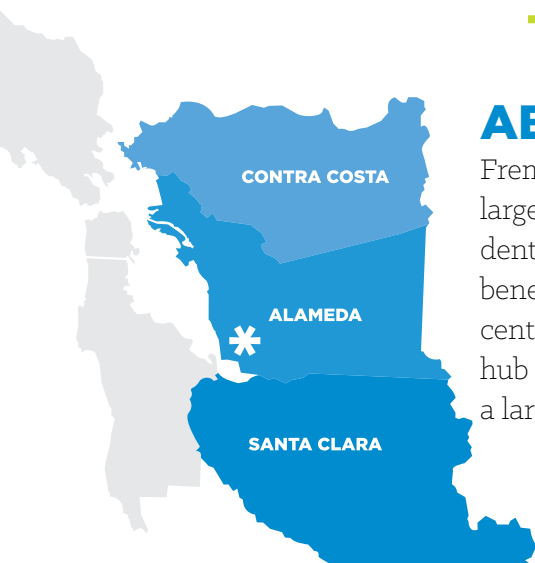 CONTRA COSTA
ALAMEDA
*
SANTA CLARA
AB
Frem
large
dent
bene
cent
hub
a lar